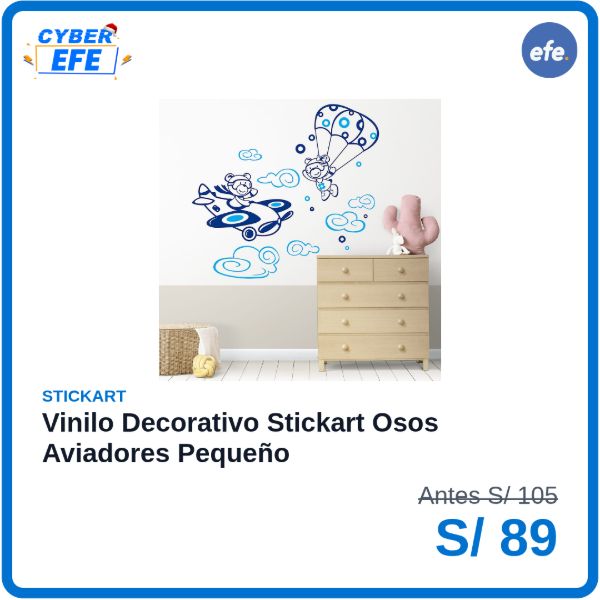 CYBER
EFE
efe.
STICKART
Vinilo Decorativo Stickart Osos
Aviadores Pequeño
Antes S/ 105
S/ 89